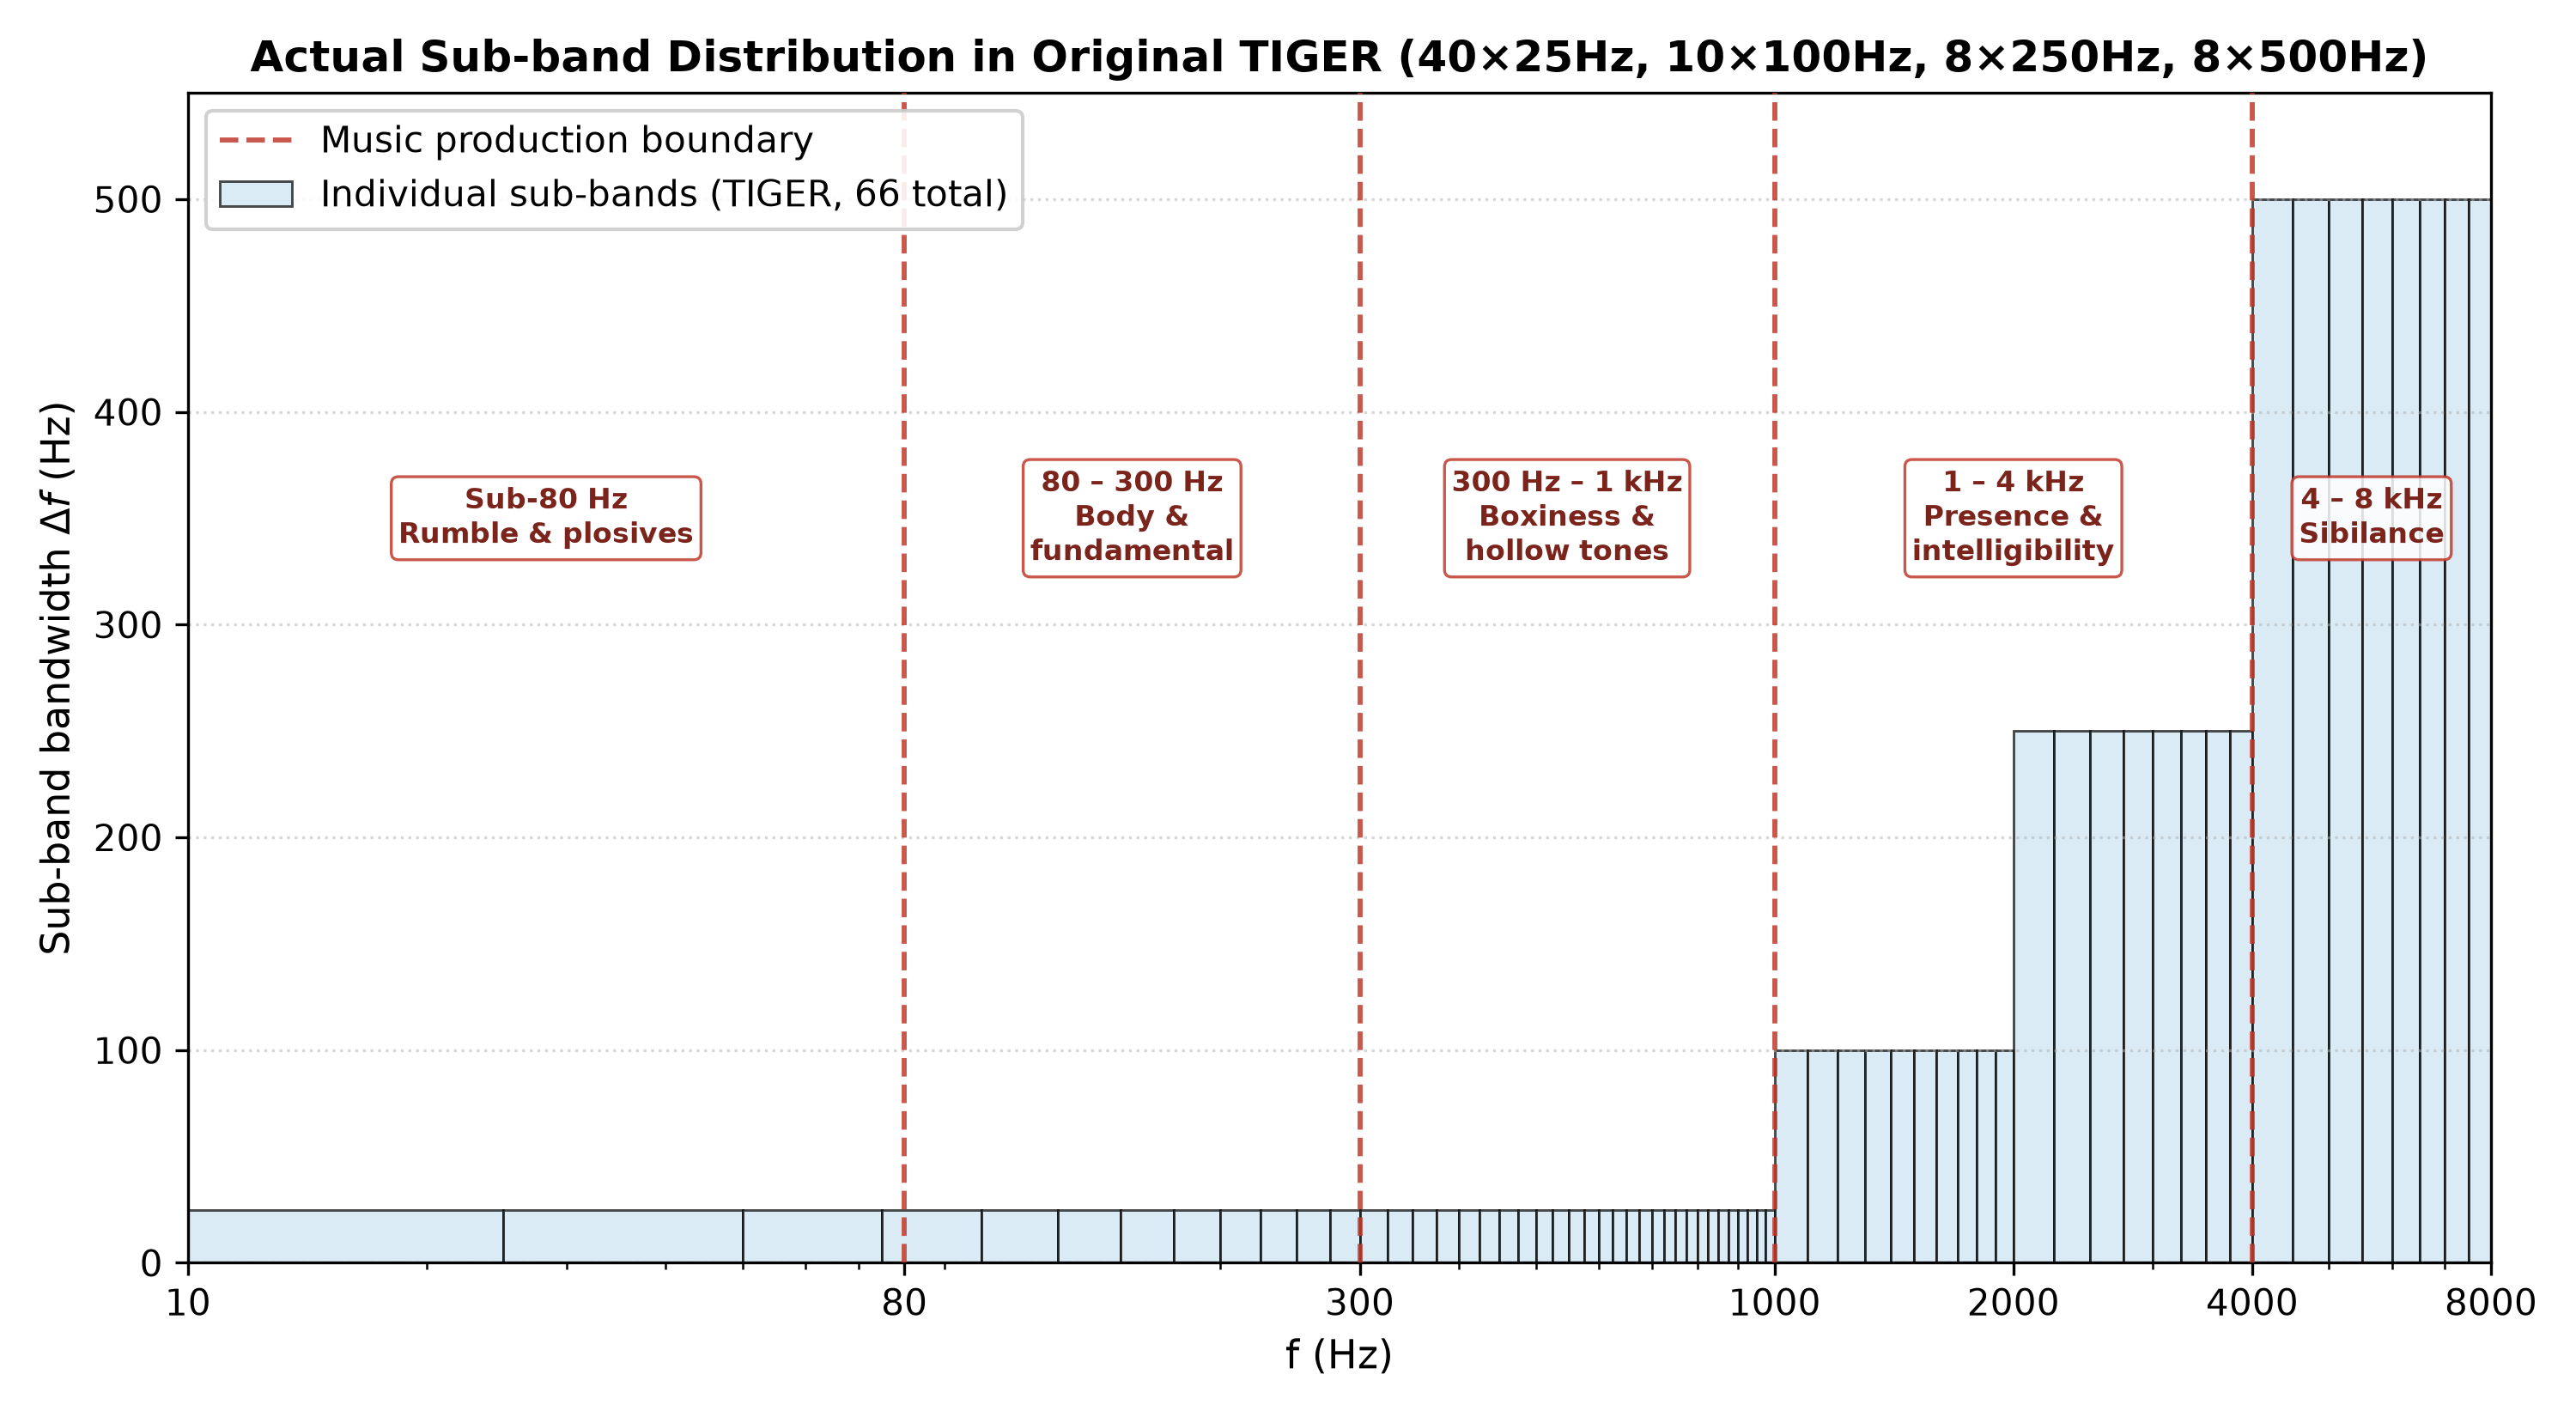 Actual Sub-band Distribution in Original TIGER (40×25Hz, 10×100Hz, 8×250Hz, 8×500Hz)
Music production boundary
Individual sub-bands (TIGER, 66 total)
Sub-band bandwidth Δf (Hz)
500
400
300
200
100
0
Sub-80 Hz
Rumble & plosives
80 – 300 Hz
Body &
fundamental
300 Hz – 1 kHz
Boxiness &
hollow tones
1 – 4 kHz
Presence &
intelligibility
4 – 8 kHz
Sibilance
10 80 300 1000 2000 4000 8000
f (Hz)